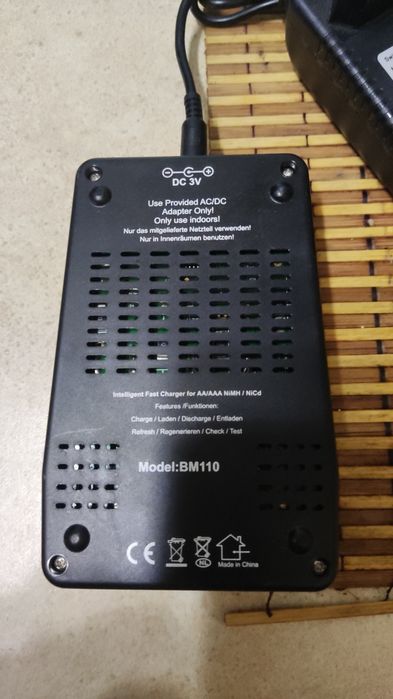 DC 3V
Use Provided AC/DC
Adapter Only!
Only use indoors!
Nur das mitgelieferte Netzteil verwenden!
Nur in Innenräumen benutzen!
Intelligent Fast Charger for AA/AAA NiMH / NiCd
Features /Funktionen:
Charge / Laden / Discharge / Entladen
Refresh / Regenerieren / Check / Test
Model:BM110
CE
NL
Made in China